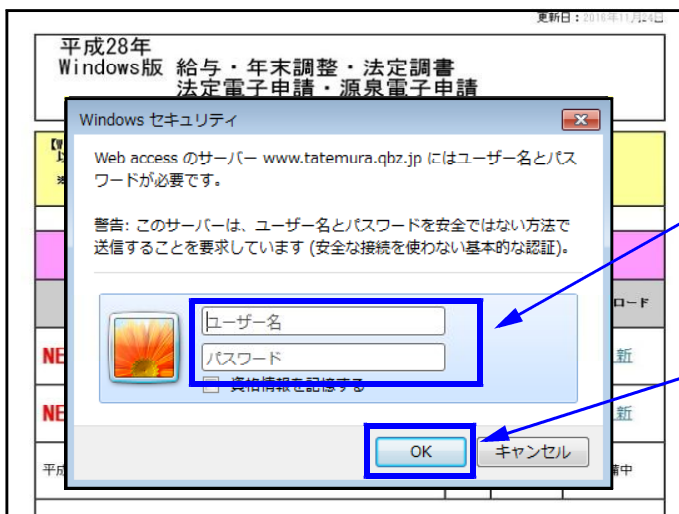 更新日：2016年11月24日
平成28年
Windows版 給与・年末調整・法定調書
法定電子申請・源泉電子申請
Windows セキュリティ
Web access のサーバー www.tatemura.qbz.jp にはユーザー名とパス
ワードが必要です。
警告: このサーバーは、ユーザー名とパスワードを安全ではない方法で
送信することを要求しています (安全な接続を使わない基本的な認証)。
ロード
ユーザー名
NE
パスワード
新
資格情報を記憶する
NE
新
OK
キャンセル
平成
備中